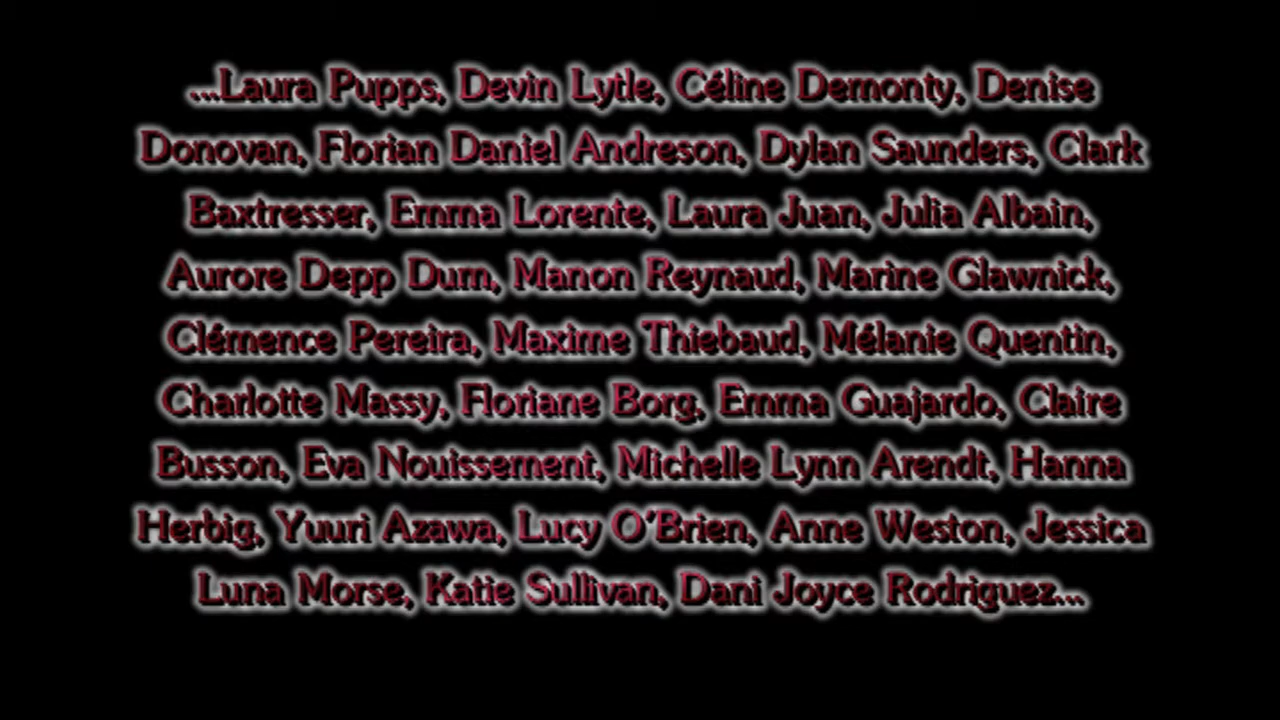 ...Laura Pupps, Devin Lytle, Céline Demonty, Denise
Donovan, Florian Daniel Andreson, Dylan Saunders, Clark
Baxtresser, Emma Lorente, Laura Juan, Julia Albain,
Aurore Depp Dum, Manon Reynaud, Marine Glawnick,
Clémence Pereira, Maxime Thiebaud, Mélanie Quentin,
Charlotte Massy, Floriane Borg, Emma Guajardo, Claire
Busson, Eva Nouissement, Michelle Lynn Arendt, Hanna
Herbig, Yuuri Azawa, Lucy O'Brien, Anne Weston, Jessica
Luna Morse, Katie Sullivan, Dani Joyce Rodriguez...